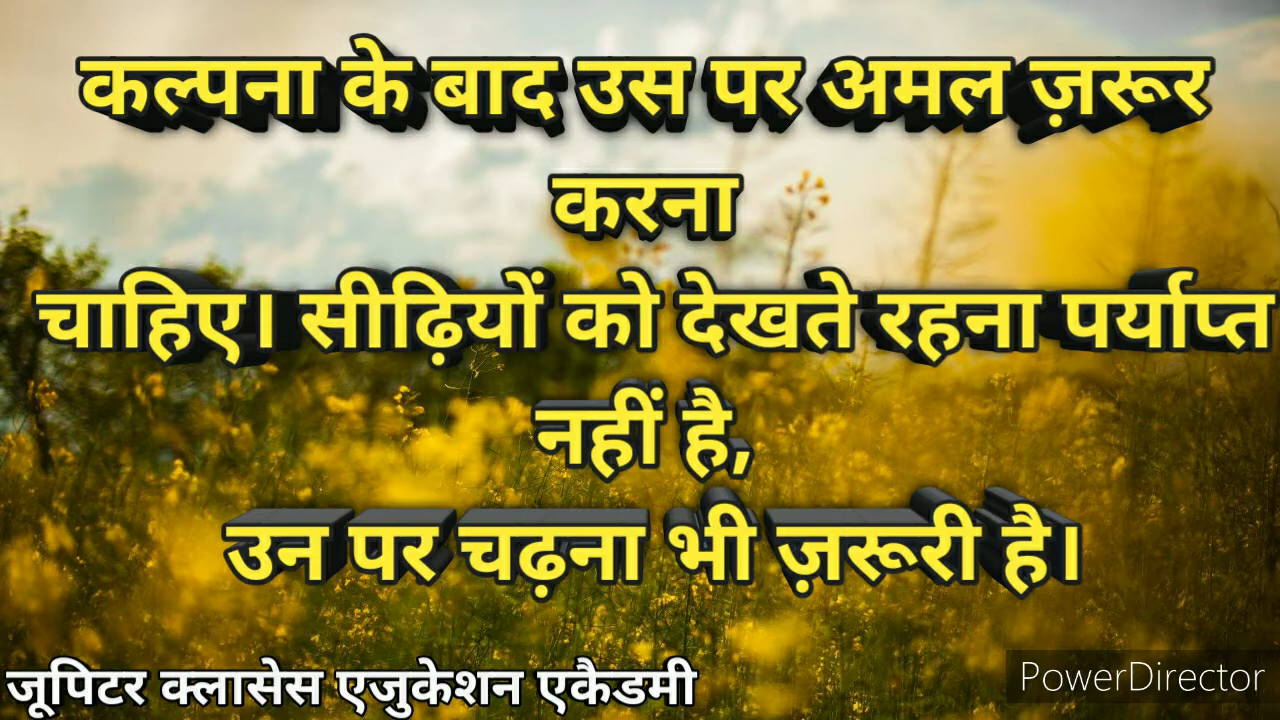 कल्पना के बाद उस पर अमल ज़रूर
करना
चाहिए। सीढ़ियों को देखते रहना पर्याप्त
नहीं है,
उन पर चढ़ना भी ज़रूरी है।
जूपिटर क्लासेस एजुकेशन एकैडमी
PowerDirector